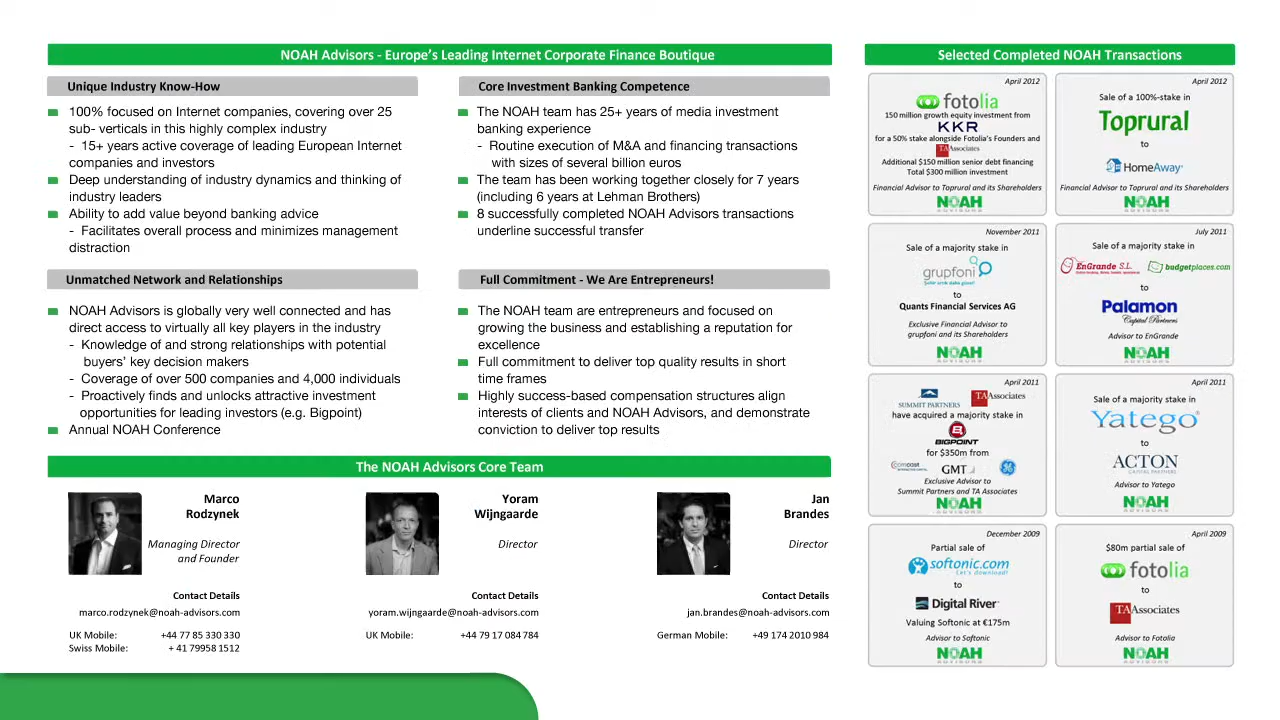 NOAH Advisors - Europe's Leading Internet Corporate Finance Boutique
Unique Industry Know-How
100% focused on Internet companies, covering over 25
sub- verticals in this highly complex industry
- 15+ years active coverage of leading European Internet
companies and investors
Deep understanding of industry dynamics and thinking of
industry leaders
Ability to add value beyond banking advice
- Facilitates overall process and minimizes management
distraction
Core Investment Banking Competence
The NOAH team has 25+ years of media investment
banking experience
- Routine execution of M&A and financing transactions
with sizes of several billion euros
The team has been working together closely for 7 years
(including 6 years at Lehman Brothers)
8 successfully completed NOAH Advisors transactions
underline successful transfer
Unmatched Network and Relationships
NOAH Advisors is globally very well connected and has
direct access to virtually all key players in the industry
- Knowledge of and strong relationships with potential
buyers' key decision makers
- Coverage of over 500 companies and 4,000 individuals
- Proactively finds and unlocks attractive investment
opportunities for leading investors (e.g. Bigpoint)
Annual NOAH Conference
Full Commitment - We Are Entrepreneurs!
The NOAH team are entrepreneurs and focused on
growing the business and establishing a reputation for
excellence
Full commitment to deliver top quality results in short
time frames
Highly success-based compensation structures align
interests of clients and NOAH Advisors, and demonstrate
conviction to deliver top results
The NOAH Advisors Core Team
Marco
Rodzynek
Managing Director
and Founder
Contact Details
marco.rodzynek@noah-advisors.com
UK Mobile: +44 77 85 330 330
Swiss Mobile: + 41 79958 1512
Yoram
Wijngaarde
Director
Contact Details
yoram.wijngaarde@noah-advisors.com
UK Mobile: +44 79 17 084 784
Jan
Brandes
Director
Contact Details
jan.brandes@noah-advisors.com
German Mobile: +49 174 2010 984
Selected Completed NOAH Transactions
April 2012
fotolia
150 million growth equity investment from
KKR
for a 50% stake alongside Fotolia's Founders and
TA Associates
Additional $150 million senior debt financing
Total $300 million investment
Financial Advisor to Toprural and its Shareholders
NOAH
ADVISORS
April 2012
Sale of a 100%-stake in
Toprural
to
HomeAway
Financial Advisor to Toprural and its Shareholders
NOAH
ADVISORS
November 2011
Sale of a majority stake in
grupfoni
to
Quants Financial Services AG
Exclusive Financial Advisor to
grupfoni and its Shareholders
NOAH
ADVISORS
July 2011
Sale of a majority stake in
EnGrande S.L. budgetplaces.com
to
Palamon
Capital Partners
Advisor to EnGrande
NOAH
ADVISORS
April 2011
SUMMIT PARTNERS TA Associates
have acquired a majority stake in
BIGPOINT
for $350m from
comcast GMT
Exclusive Advisor to
Summit Partners and TA Associates
NOAH
ADVISORS
April 2011
Sale of a majority stake in
Yatego
to
ACTON
CAPITAL PARTNERS
Advisor to Yatego
NOAH
ADVISORS
December 2009
Partial sale of
softonic.com
Let's download!
to
Digital River
Valuing Softonic at €175m
Advisor to Softonic
NOAH
ADVISORS
April 2009
$80m partial sale of
fotolia
to
TA Associates
Advisor to Fotolia
NOAH
ADVISORS